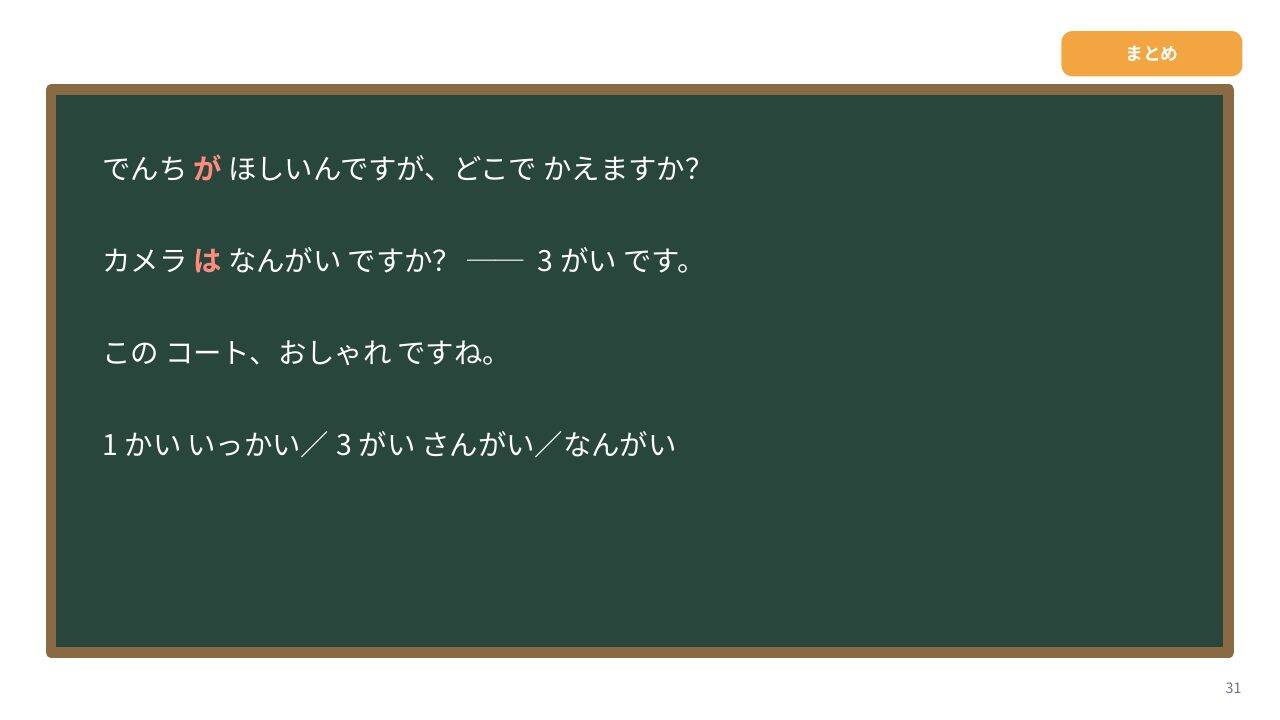 まとめ
でんち が ほしいんですが、どこで かえますか?
カメラ は なんがい ですか? ―― 3 がい です。
この コート、おしゃれ ですね。
1 かい いっかい／ 3 がい さんがい／なんがい
31